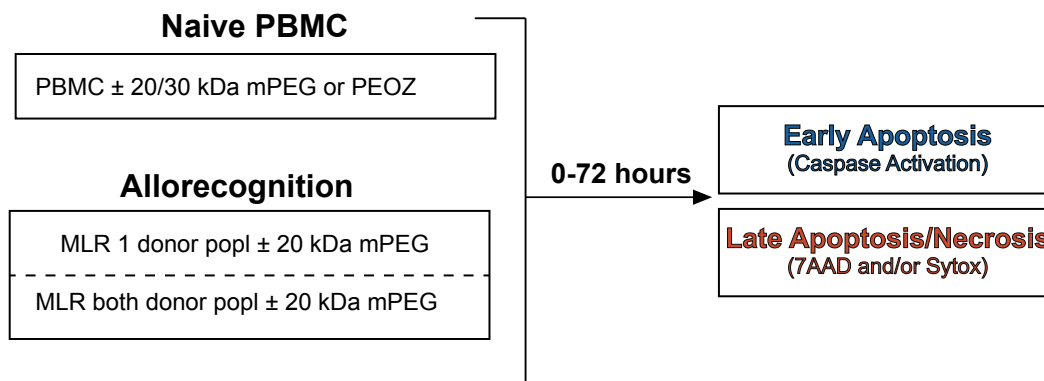 Naive PBMC
PBMC ± 20/30 kDa mPEG or PEOZ
Allorecognition
MLR 1 donor popl ± 20 kDa mPEG
MLR both donor popl ± 20 kDa mPEG
0-72 hours
Early Apoptosis
(Caspase Activation)
Late Apoptosis/Necrosis
(7AAD and/or Sytox)